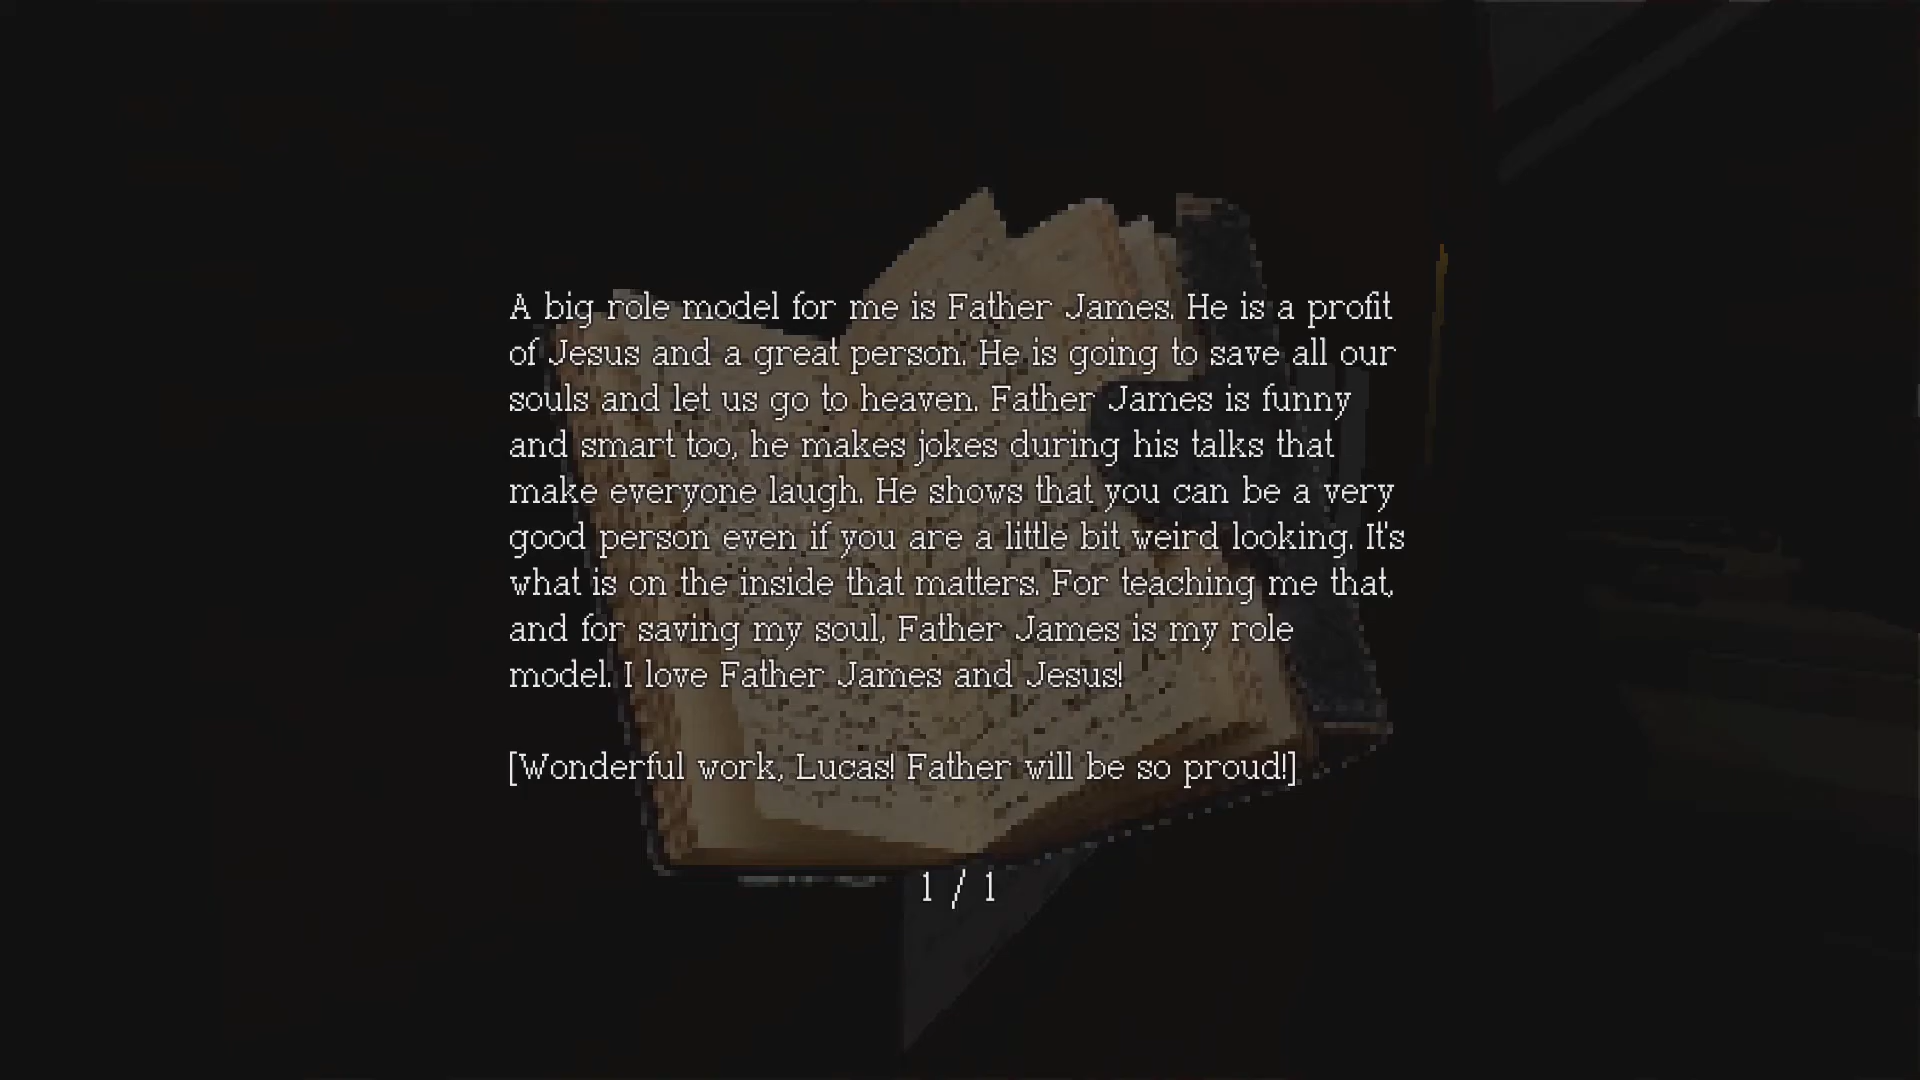 A big role model for me is Father James. He is a profit
of Jesus and a great person. He is going to save all our
souls and let us go to heaven. Father James is funny
and smart too, he makes jokes during his talks that
make everyone laugh. He shows that you can be a very
good person even if you are a little bit weird looking. It's
what is on the inside that matters. For teaching me that,
and for saving my soul, Father James is my role
model. I love Father James and Jesus!
[Wonderful work, Lucas! Father will be so proud!]
1 / 1